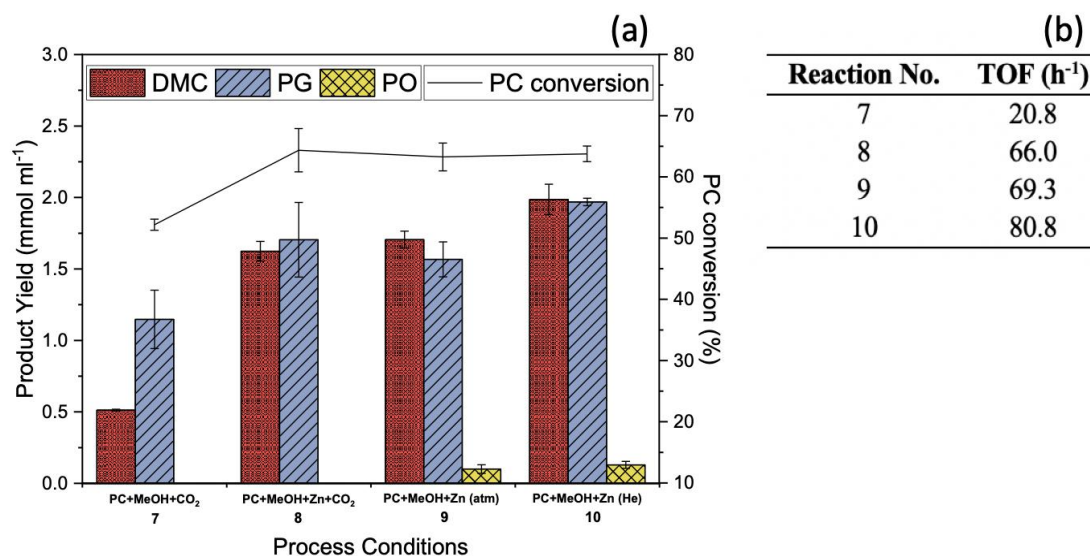 (a)
DMC PG PO PC conversion
3.0
2.5
2.0
1.5
1.0
0.5
0.0
Product Yield (mmol ml⁻¹)
80
70
60
50
40
30
20
10
PC conversion (%)
PC+MeOH+CO₂ PC+MeOH+Zn+CO₂ PC+MeOH+Zn (atm) PC+MeOH+Zn (He)
7 8 9 10
Process Conditions
(b)
Reaction No. TOF (h⁻¹)
7 20.8
8 66.0
9 69.3
10 80.8